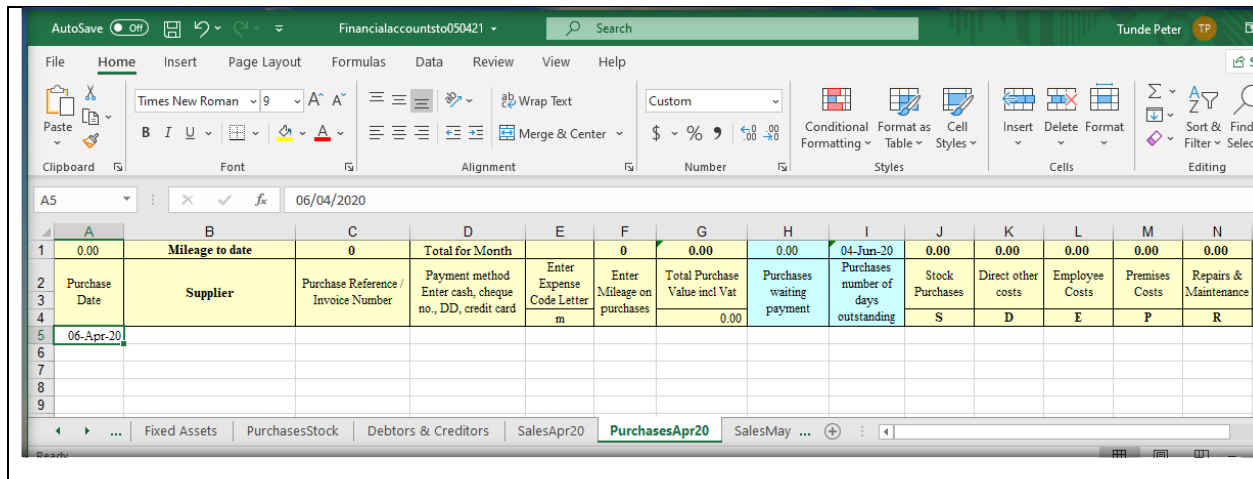 AutoSave Off Financialaccountsto050421 Search Tunde Peter TP
File Home Insert Page Layout Formulas Data Review View Help
Paste
Clipboard
Times New Roman 9 A^ A˅
B I U A
Font
ab Wrap Text
Merge & Center
Alignment
Custom
$ % 9 .00
Number
Conditional Formatting
Format as Table
Cell Styles
Styles
Insert Delete Format
Cells
Sort & Filter
Find
Editing
A5 fx 06/04/2020
A B C D E F G H I J K L M N
1 0.00 Mileage to date 0 Total for Month 0 0.00 0.00 04-Jun-20 0.00 0.00 0.00 0.00 0.00
2
3
4
Purchase Date
Supplier
Purchase Reference / Invoice Number
Payment method Enter cash, cheque no., DD, credit card
Enter Expense Code Letter
m
Enter Mileage on purchases
Total Purchase Value incl Vat
0.00
Purchases waiting payment
Purchases number of days outstanding
Stock Purchases
S
Direct other costs
D
Employee Costs
E
Premises Costs
P
Repairs & Maintenance
R
5 06-Apr-20
6
7
8
9
... Fixed Assets PurchasesStock Debtors & Creditors SalesApr20 PurchasesApr20 SalesMay ...
Ready